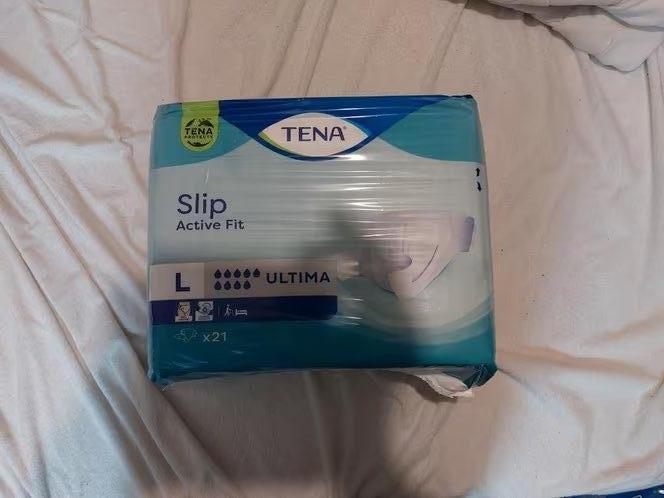 TENA
PROTECTS
TENA
Slip
Active Fit
L ULTIMA
x21